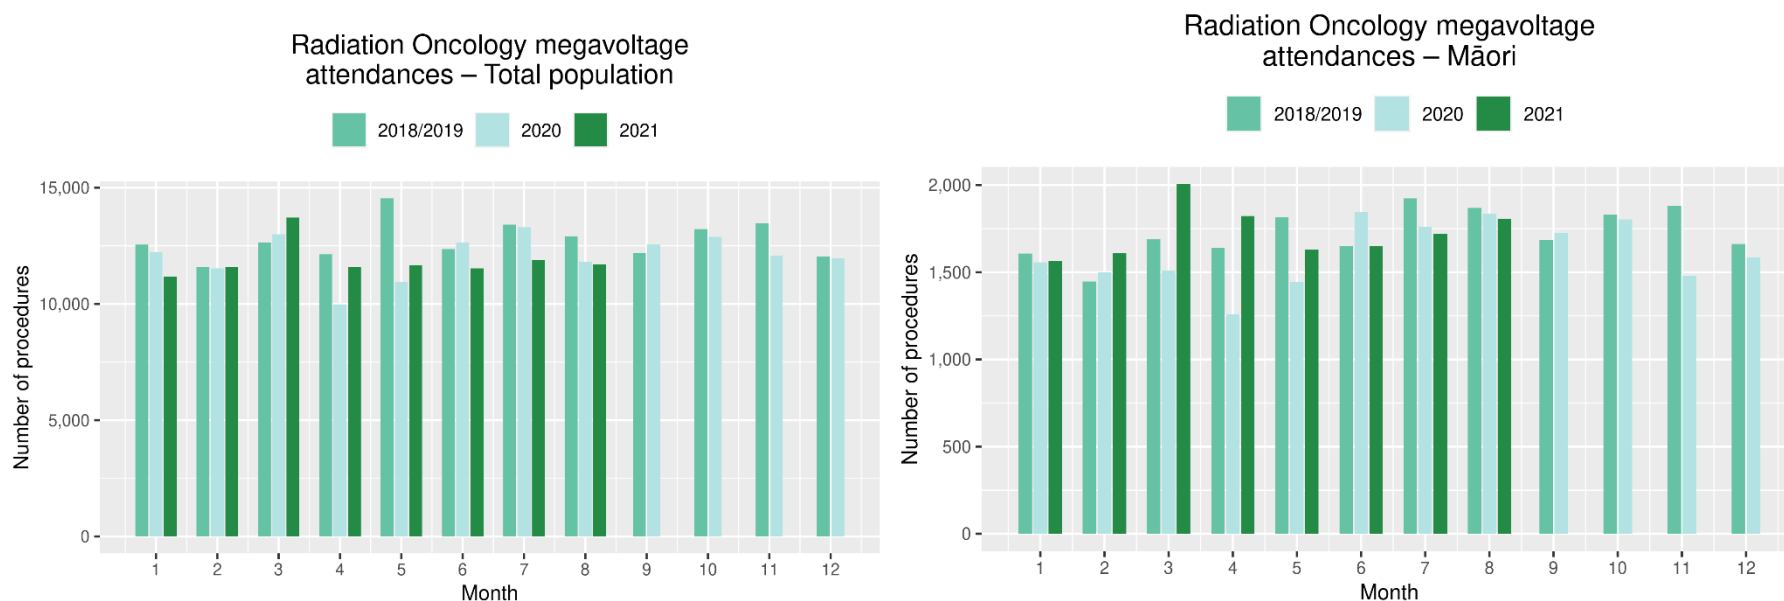 Radiation Oncology megavoltage
attendances – Total population
2018/2019 2020 2021
15,000
10,000
5,000
0
Number of procedures
1 2 3 4 5 6 7 8 9 10 11 12
Month
Radiation Oncology megavoltage
attendances – Māori
2018/2019 2020 2021
2,000
1,500
1,000
500
0
Number of procedures
1 2 3 4 5 6 7 8 9 10 11 12
Month